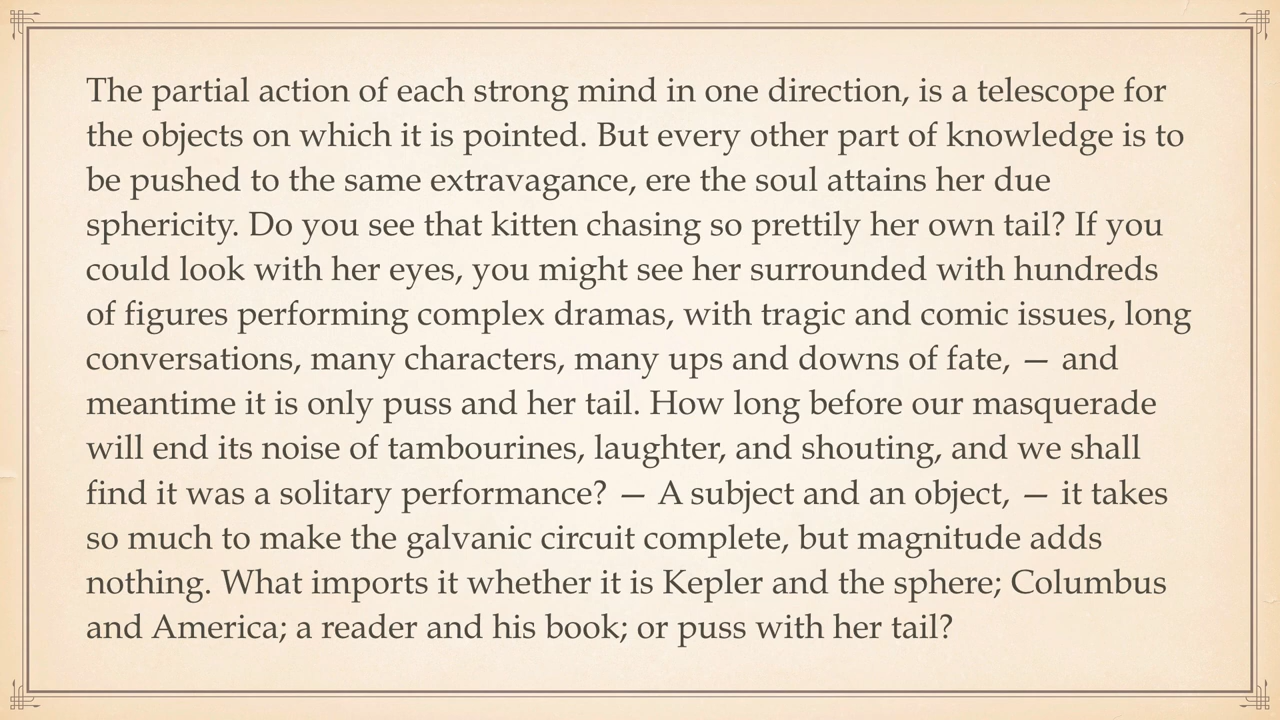 The partial action of each strong mind in one direction, is a telescope for
the objects on which it is pointed. But every other part of knowledge is to
be pushed to the same extravagance, ere the soul attains her due
sphericity. Do you see that kitten chasing so prettily her own tail? If you
could look with her eyes, you might see her surrounded with hundreds
of figures performing complex dramas, with tragic and comic issues, long
conversations, many characters, many ups and downs of fate, — and
meantime it is only puss and her tail. How long before our masquerade
will end its noise of tambourines, laughter, and shouting, and we shall
find it was a solitary performance? — A subject and an object, — it takes
so much to make the galvanic circuit complete, but magnitude adds
nothing. What imports it whether it is Kepler and the sphere; Columbus
and America; a reader and his book; or puss with her tail?